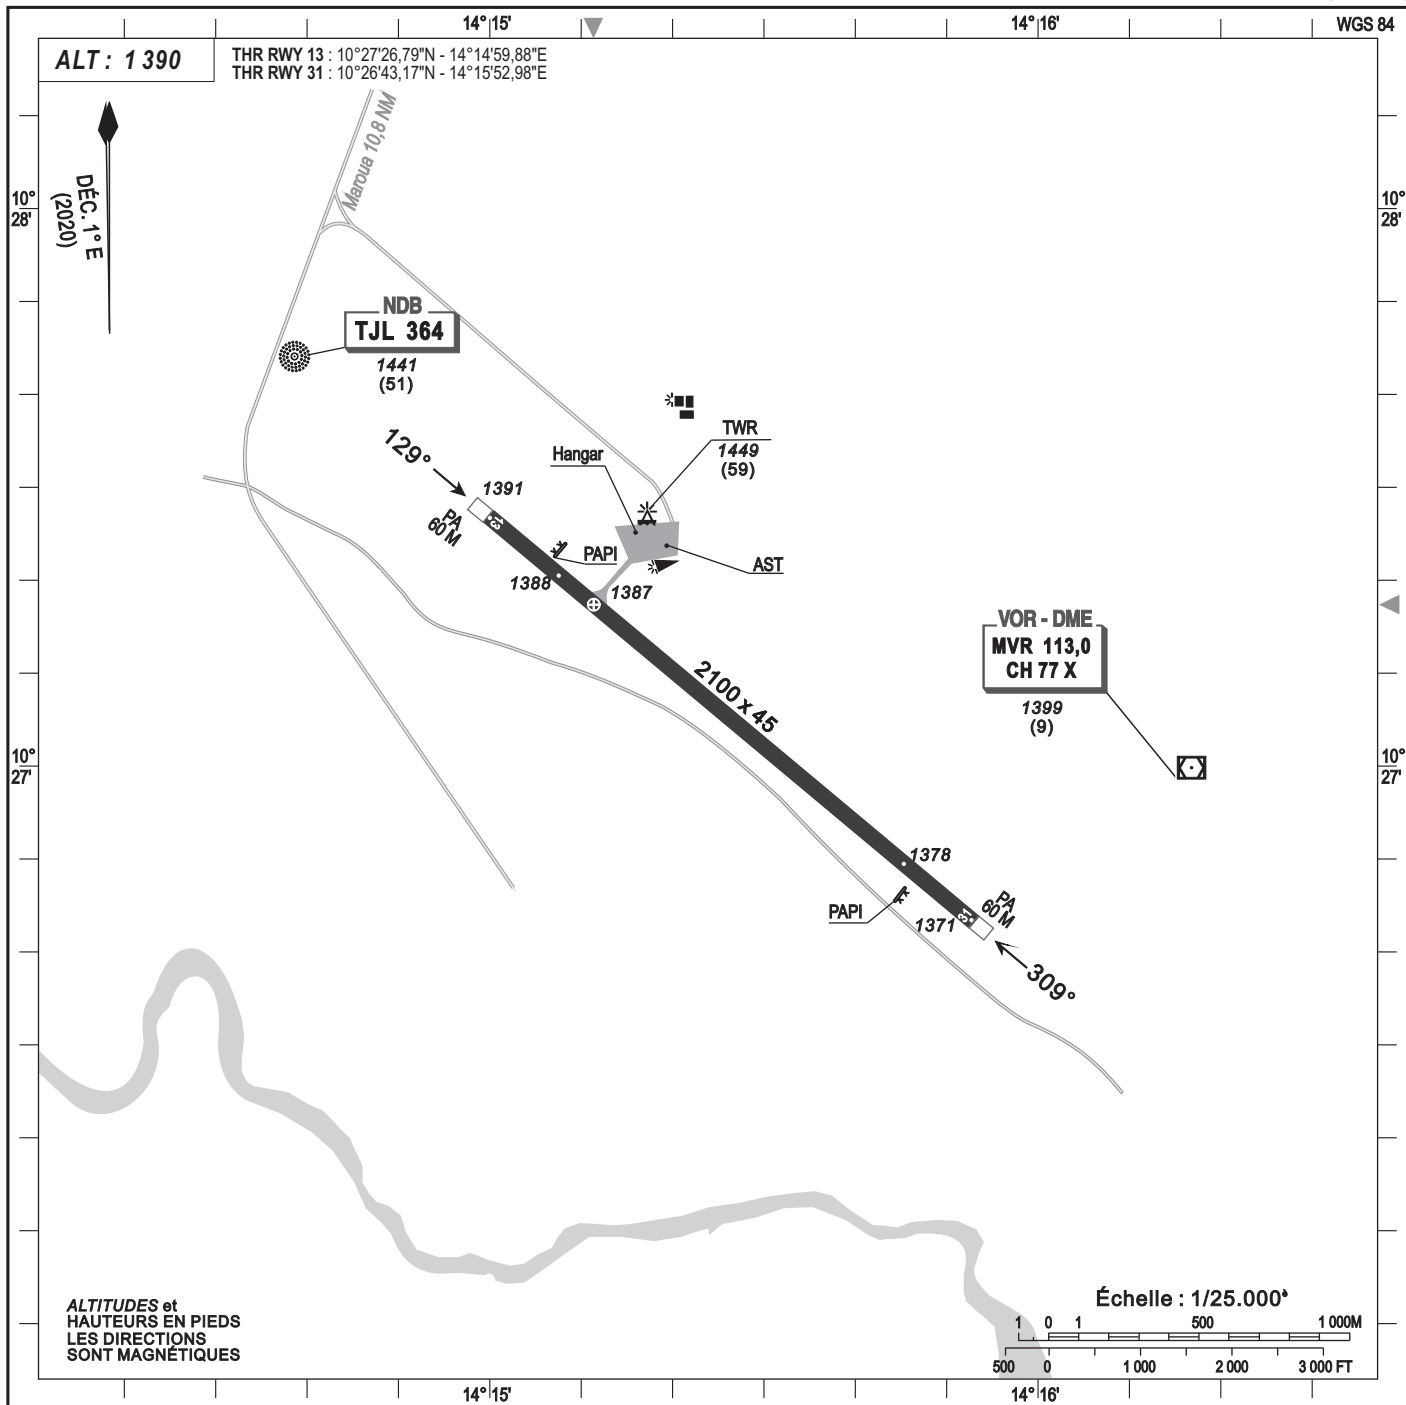 14°15'
14°16'
WGS 84
ALT : 1 390
THR RWY 13 : 10°27'26,79"N - 14°14'59,88"E
THR RWY 31 : 10°26'43,17"N - 14°15'52,98"E
Maroua 10,8 NM
DÉC. 1° E
(2020)
10°
28'
10°
28'
NDB
TJL 364
1441
(51)
TWR
1449
(59)
Hangar
129°
1391
PA
60 M
13
PAPI
AST
1388
1387
VOR - DME
MVR 113,0
CH 77 X
1399
(9)
2100 x 45
10°
27'
10°
27'
1378
PAPI
1371
31
PA
60 M
309°
ALTITUDES et
HAUTEURS EN PIEDS
LES DIRECTIONS
SONT MAGNÉTIQUES
Échelle : 1/25.000è
1 0 1 500 1 000M
500 0 1 000 2 000 3 000 FT
14°15'
14°16'